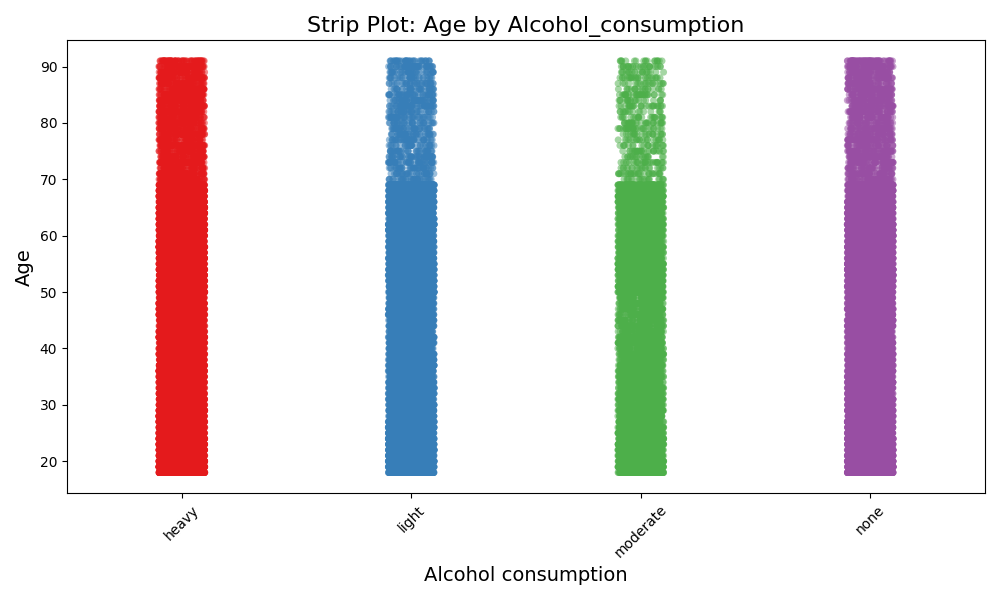 Strip Plot: Age by Alcohol_consumption
Age
90
80
70
60
50
40
30
20
heavy
light
moderate
none
Alcohol consumption